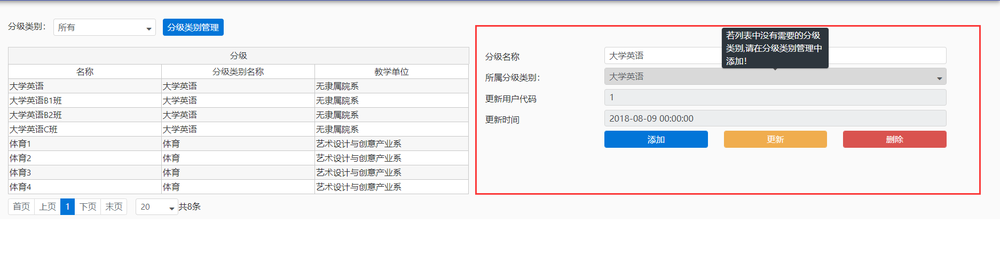 分级类别： 所有 分级类别管理
分级
名称 分级类别名称 教学单位
大学英语 大学英语 无隶属院系
大学英语B1班 大学英语 无隶属院系
大学英语B2班 大学英语 无隶属院系
大学英语C班 大学英语 无隶属院系
体育1 体育 艺术设计与创意产业系
体育2 体育 艺术设计与创意产业系
体育3 体育 艺术设计与创意产业系
体育4 体育 艺术设计与创意产业系
首页 上页 1 下页 末页 20 共8条
若列表中没有需要的分级
类别,请在分级类别管理中
添加!
分级名称 大学英语
所属分级类别： 大学英语
更新用户代码 1
更新时间 2018-08-09 00:00:00
添加 更新 删除